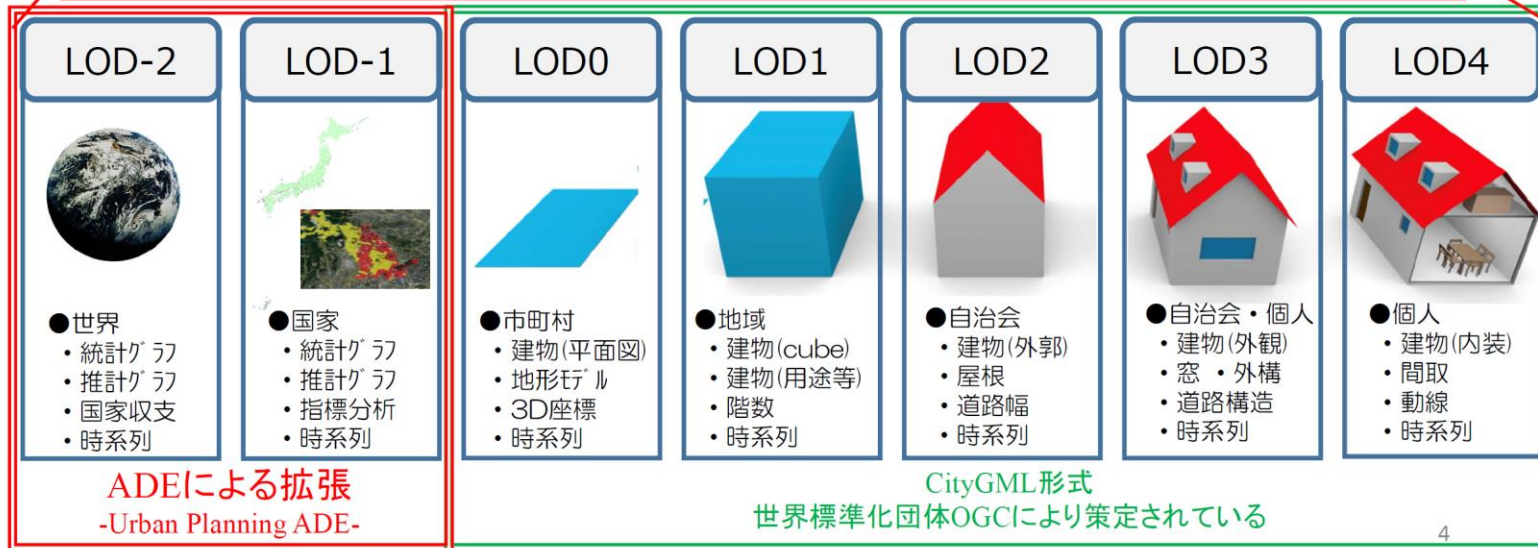 LOD-2
LOD-1
LOD0
LOD1
LOD2
LOD3
LOD4
●世界
・統計グラフ
・推計グラフ
・国家収支
・時系列
●国家
・統計グラフ
・推計グラフ
・指標分析
・時系列
●市町村
・建物(平面図)
・地形モデル
・3D座標
・時系列
●地域
・建物(cube)
・建物(用途等)
・階数
・時系列
●自治会
・建物(外郭)
・屋根
・道路幅
・時系列
●自治会・個人
・建物(外観)
・窓 ・外構
・道路構造
・時系列
●個人
・建物(内装)
・間取
・動線
・時系列
ADEによる拡張
-Urban Planning ADE-
CityGML形式
世界標準化団体OGCにより策定されている
4